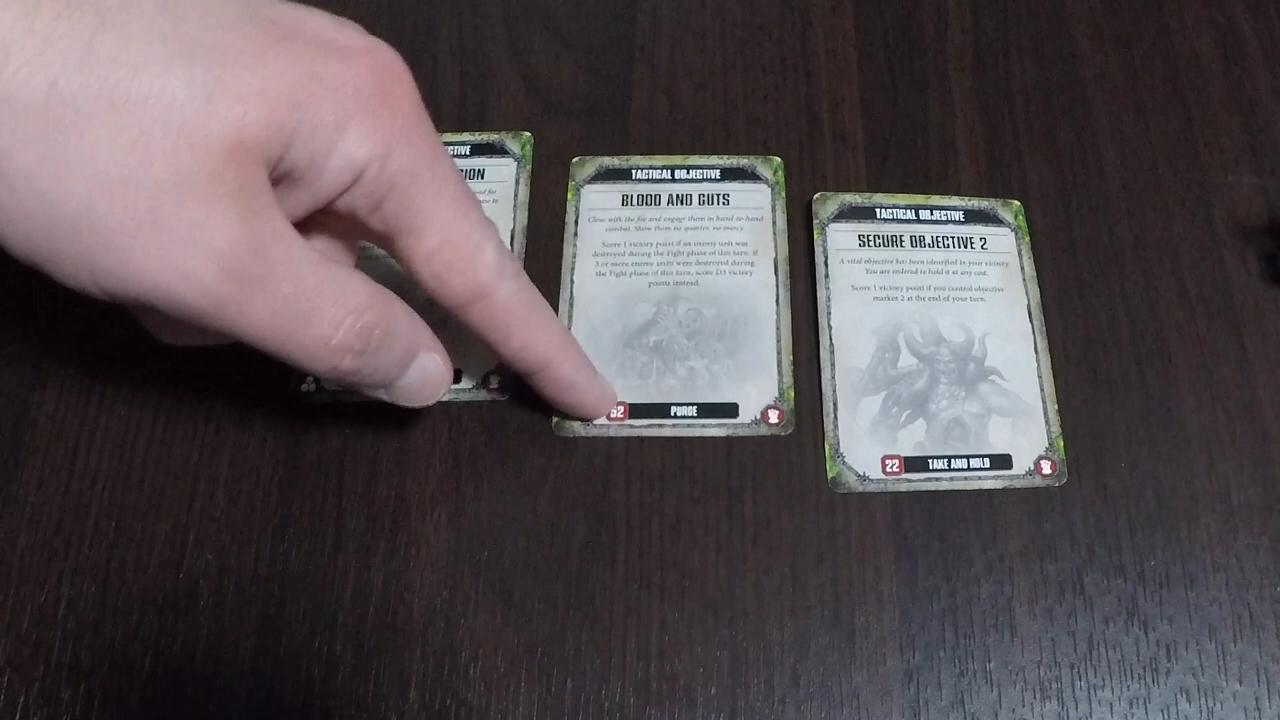 CTIVE
ION
TACTICAL OBJECTIVE
BLOOD AND GUTS
Close with the foe and engage them in hand-to-hand
combat. Show them no quarter, no mercy.
Score 1 victory point if an enemy unit was
destroyed during the Fight phase of this turn. If
3 or more enemy units were destroyed during
the Fight phase of this turn, score D3 victory
points instead.
62 PURGE
TACTICAL OBJECTIVE
SECURE OBJECTIVE 2
A vital objective has been identified in your vicinity.
You are ordered to hold it at any cost.
Score 1 victory point if you control objective
marker 2 at the end of your turn.
22 TAKE AND HOLD